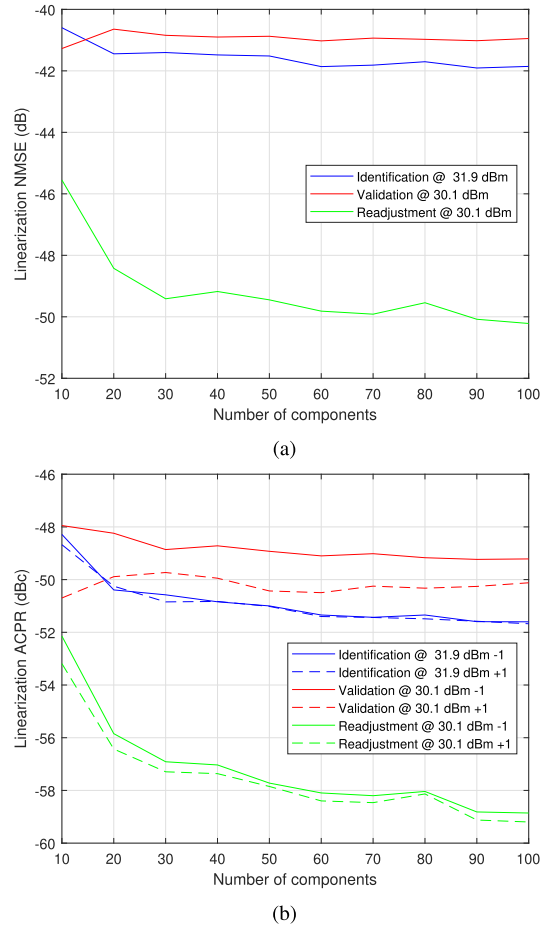 -40
-42
-44
-46
-48
-50
-52
Linearization NMSE (dB)
Identification @ 31.9 dBm
Validation @ 30.1 dBm
Readjustment @ 30.1 dBm
10 20 30 40 50 60 70 80 90 100
Number of components
(a)
-46
-48
-50
-52
-54
-56
-58
-60
Linearization ACPR (dBc)
Identification @ 31.9 dBm -1
Identification @ 31.9 dBm +1
Validation @ 30.1 dBm -1
Validation @ 30.1 dBm +1
Readjustment @ 30.1 dBm -1
Readjustment @ 30.1 dBm +1
10 20 30 40 50 60 70 80 90 100
Number of components
(b)